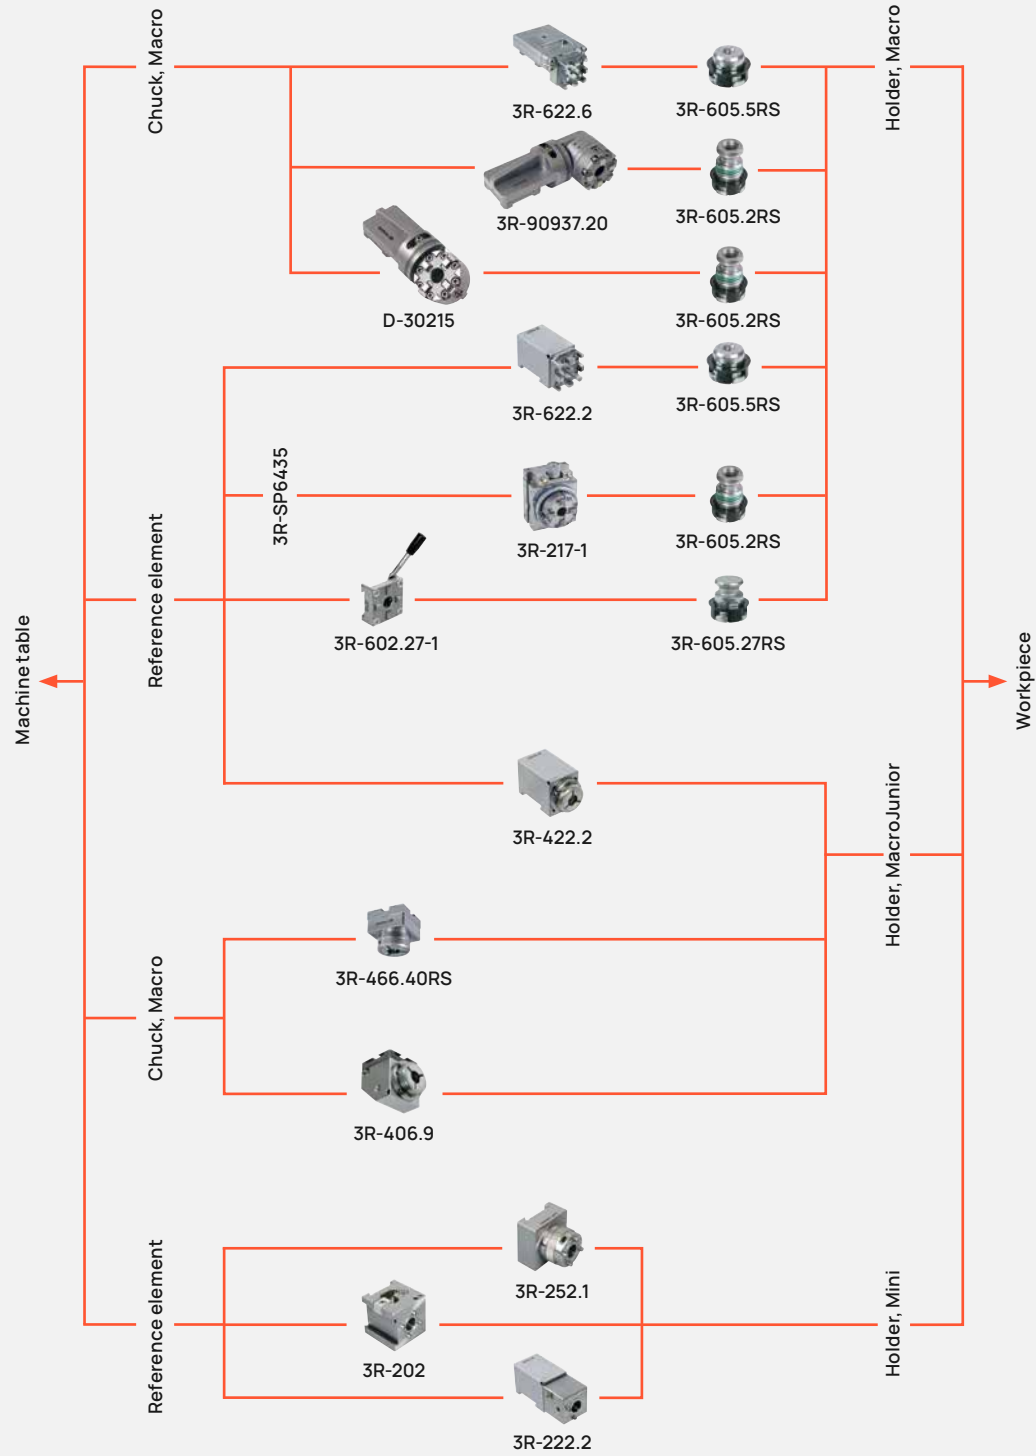 Chuck, Macro
Holder, Macro
3R-622.6
3R-605.5RS
3R-90937.20
3R-605.2RS
D-30215
3R-605.2RS
3R-622.2
3R-605.5RS
3R-SP6435
3R-217-1
3R-605.2RS
Reference element
3R-602.27-1
3R-605.27RS
Machine table
Workpiece
3R-422.2
Holder, MacroJunior
3R-466.40RS
Chuck, Macro
3R-406.9
3R-252.1
Reference element
3R-202
Holder, Mini
3R-222.2